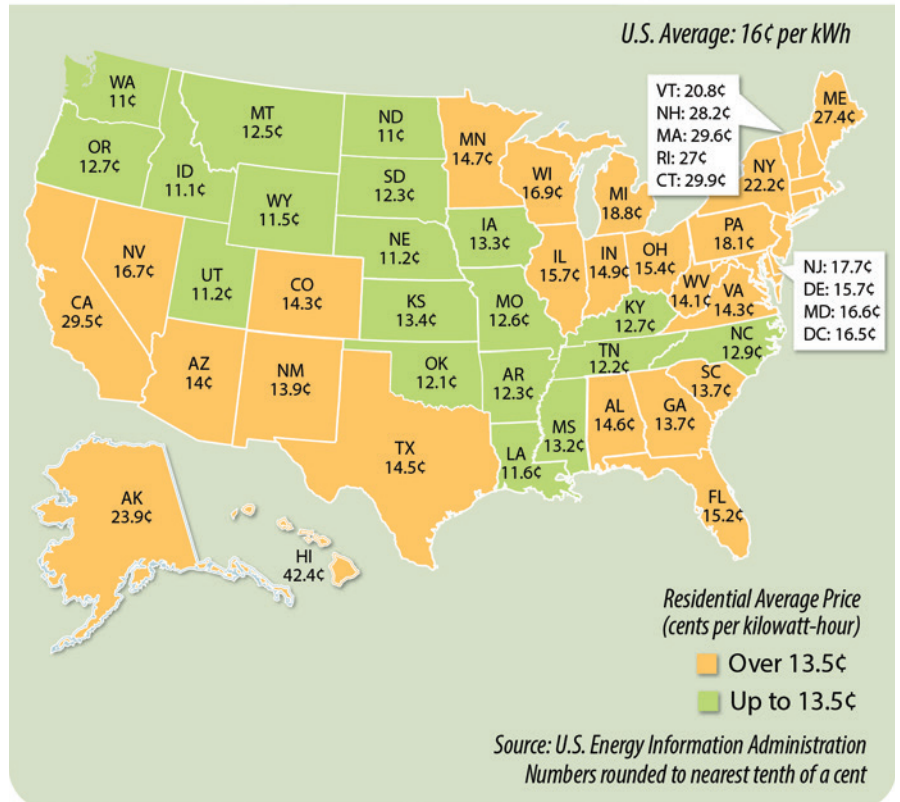 U.S. Average: 16¢ per kWh
WA
11¢
MT
12.5¢
ND
11¢
MN
14.7¢
VT: 20.8¢
NH: 28.2¢
MA: 29.6¢
RI: 27¢
CT: 29.9¢
ME
27.4¢
OR
12.7¢
ID
11.1¢
WY
11.5¢
SD
12.3¢
WI
16.9¢
MI
18.8¢
NY
22.2¢
NV
16.7¢
UT
11.2¢
CO
14.3¢
NE
11.2¢
IA
13.3¢
IL
15.7¢
IN
14.9¢
OH
15.4¢
PA
18.1¢
NJ: 17.7¢
DE: 15.7¢
MD: 16.6¢
DC: 16.5¢
CA
29.5¢
KS
13.4¢
MO
12.6¢
KY
12.7¢
WV
14.1¢
VA
14.3¢
AZ
14¢
NM
13.9¢
OK
12.1¢
AR
12.3¢
TN
12.2¢
NC
12.9¢
SC
13.7¢
TX
14.5¢
LA
11.6¢
MS
13.2¢
AL
14.6¢
GA
13.7¢
FL
15.2¢
AK
23.9¢
HI
42.4¢
Residential Average Price
(cents per kilowatt-hour)
Over 13.5¢
Up to 13.5¢
Source: U.S. Energy Information Administration
Numbers rounded to nearest tenth of a cent